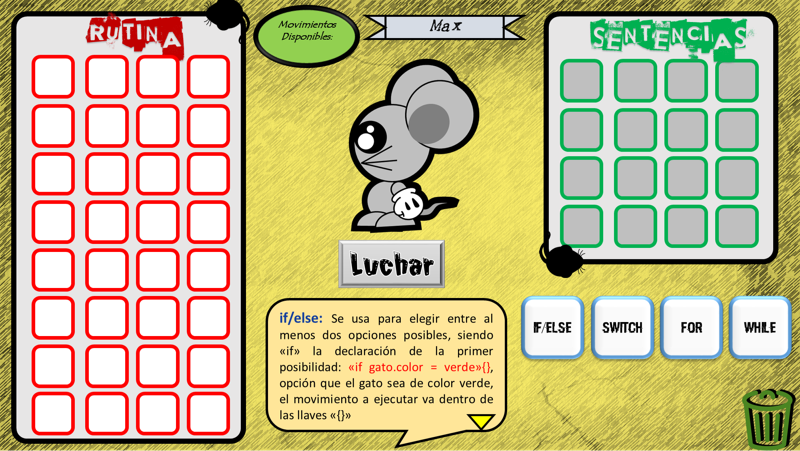 RUTINA
Movimientos
Disponibles:
Max
SENTENCIAS
Luchar
if/else: Se usa para elegir entre al
menos dos opciones posibles, siendo
«if» la declaración de la primer
posibilidad: «if gato.color = verde»{},
opción que el gato sea de color verde,
el movimiento a ejecutar va dentro de
las llaves «{}»
IF/ELSE
SWITCH
FOR
WHILE